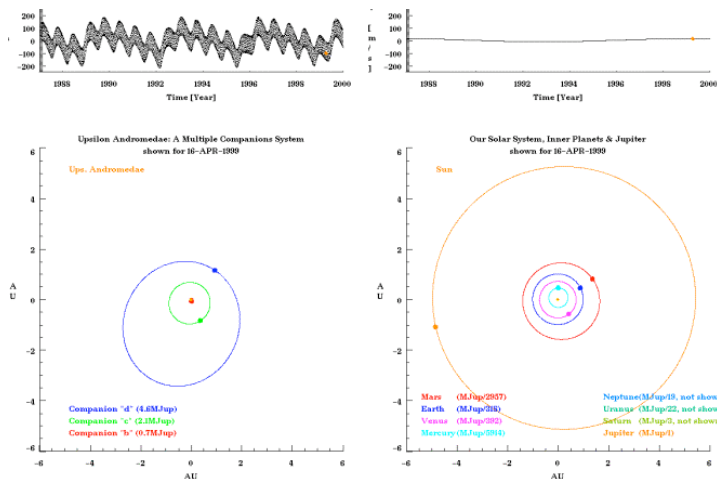 200
100
0
-100
-200
1988 1990 1992 1994 1996 1998 2000
Time [Year]
[
m
/
s
]
200
100
0
-100
-200
1988 1990 1992 1994 1996 1998 2000
Time [Year]
Upsilon Andromedae: A Multiple Companions System
shown for 16-APR-1999
Ups. Andromedae
A
U
6
4
2
0
-2
-4
-6
Companion "d" (4.6MJup)
Companion "c" (2.1MJup)
Companion "b" (0.7MJup)
-6 -4 -2 0 2 4 6
AU
Our Solar System, Inner Planets & Jupiter
shown for 16-APR-1999
Sun
A
U
6
4
2
0
-2
-4
-6
Mars (MJup/2957)
Earth (MJup/318)
Venus (MJup/392)
Mercury
Neptune(MJup/19, not show
Uranus(MJup/22, not show
Saturn (MJup/3, not show
Jupiter (MJup/1)
-6 -4 -2 0 2 4 6
AU